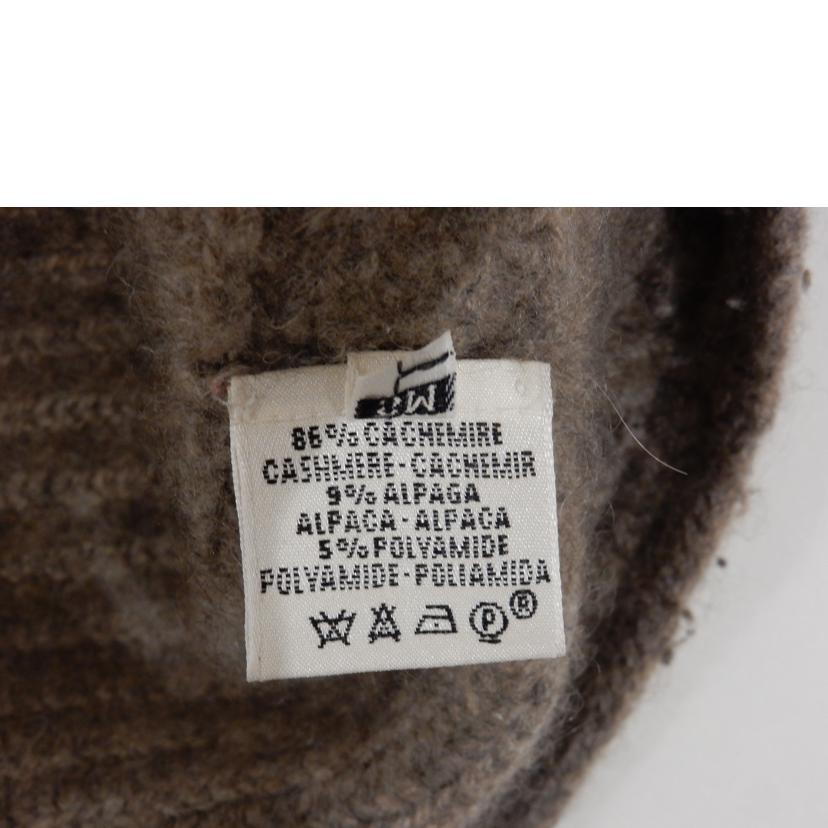 86% CACHEMIRE
CASHMERE-CACHEMIR
9% ALPAGA
ALPACA-ALPACA
5% POLYAMIDE
POLYAMIDE-POLIAMIDA
P ®